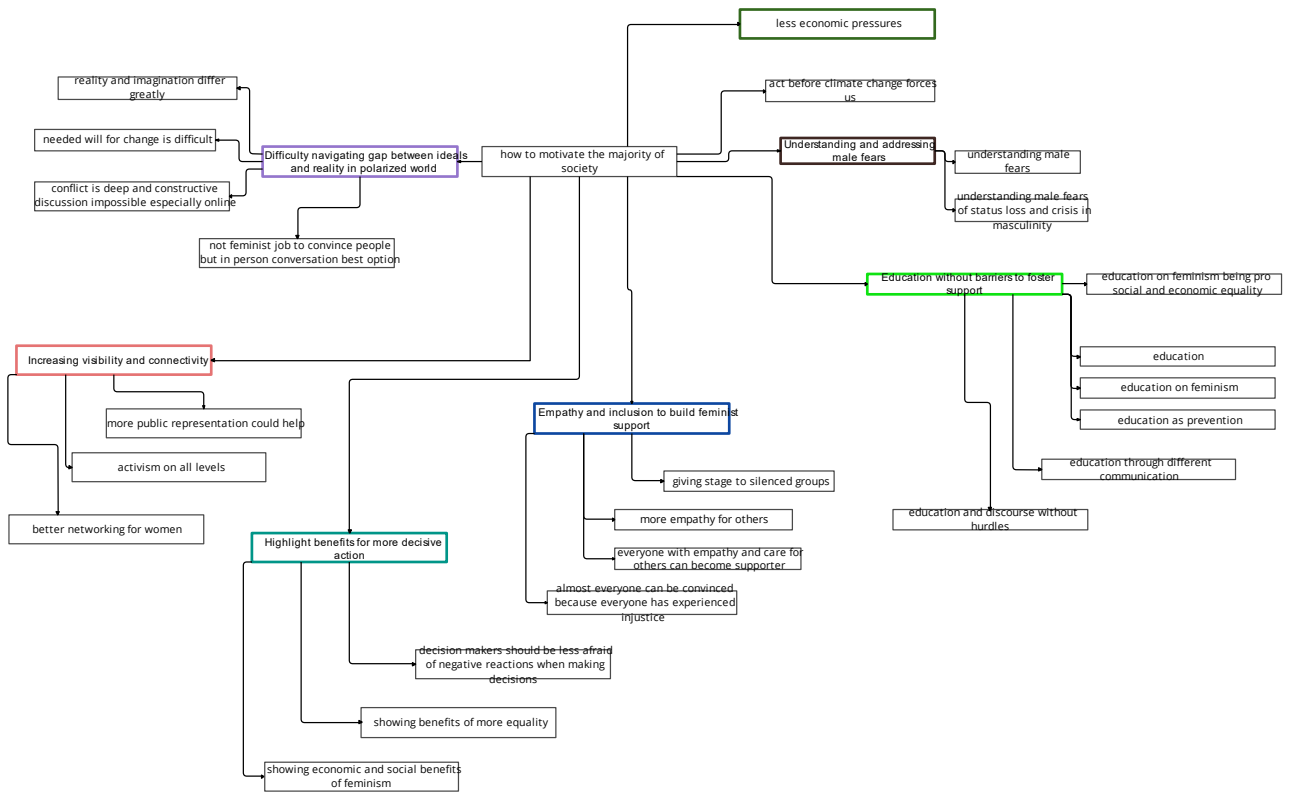 less economic pressures
reality and imagination differ
greatly
act before climate change forces
us
needed will for change is difficult
Difficulty navigating gap between ideals
and reality in polarized world
how to motivate the majority of
society
Understanding and addressing
male fears
understanding male
fears
conflict is deep and constructive
discussion impossible especially online
understanding male fears
of status loss and crisis in
masculinity
not feminist job to convince people
but in person conversation best option
Education without barriers to foster
support
education on feminism being pro
social and economic equality
Increasing visibility and connectivity
education
education on feminism
education as prevention
more public representation could help
Empathy and inclusion to build feminist
support
activism on all levels
education through different
communication
giving stage to silenced groups
better networking for women
more empathy for others
education and discourse without
hurdles
Highlight benefits for more decisive
action
everyone with empathy and care for
others can become supporter
almost everyone can be convinced
because everyone has experienced
injustice
decision makers should be less afraid
of negative reactions when making
decisions
showing benefits of more equality
showing economic and social benefits
of feminism